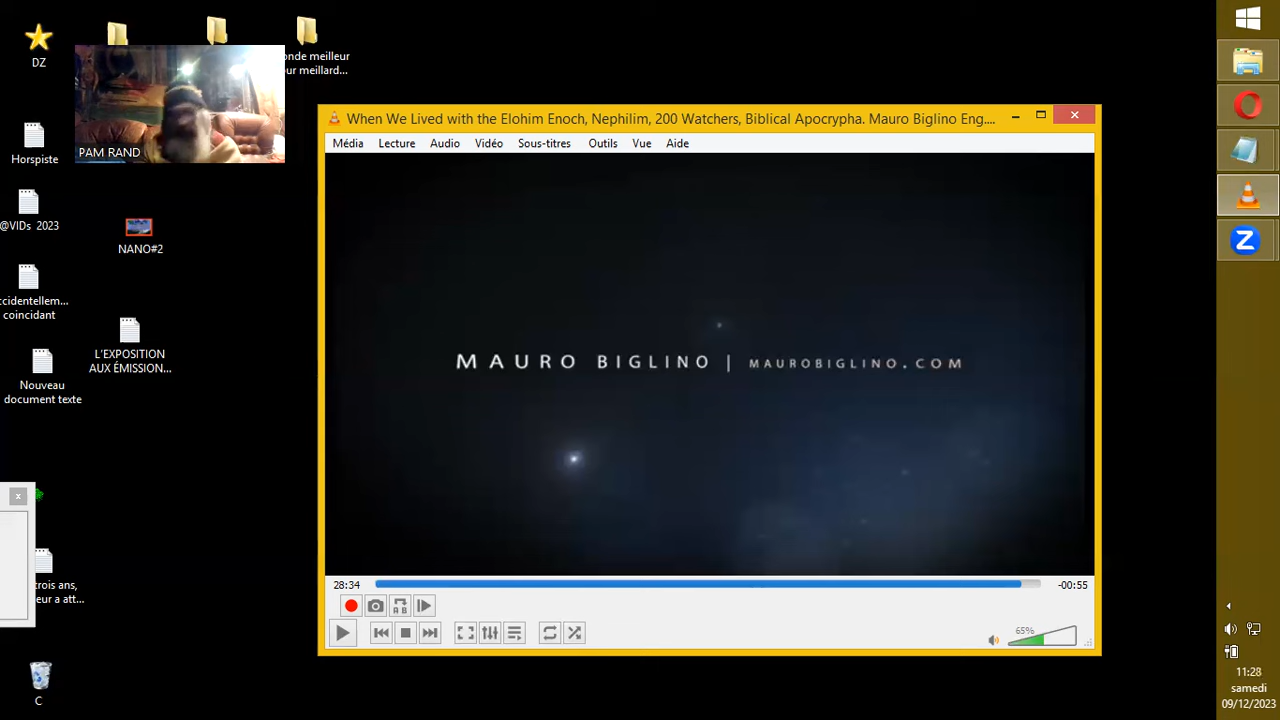 DZ
onde meilleur
ur meillard...
PAM RAND
Horspiste
@VIDs 2023
NANO#2
ccidentellem...
coincidant
L'EXPOSITION
AUX ÉMISSION...
Nouveau
document texte
trois ans,
eur a att...
C
When We Lived with the Elohim Enoch, Nephilim, 200 Watchers, Biblical Apocrypha. Mauro Biglino Eng....
Média Lecture Audio Vidéo Sous-titres Outils Vue Aide
MAURO BIGLINO | MAUROBIGLINO.COM
28:34 -00:55
A B
65%
11:28
samedi
09/12/2023